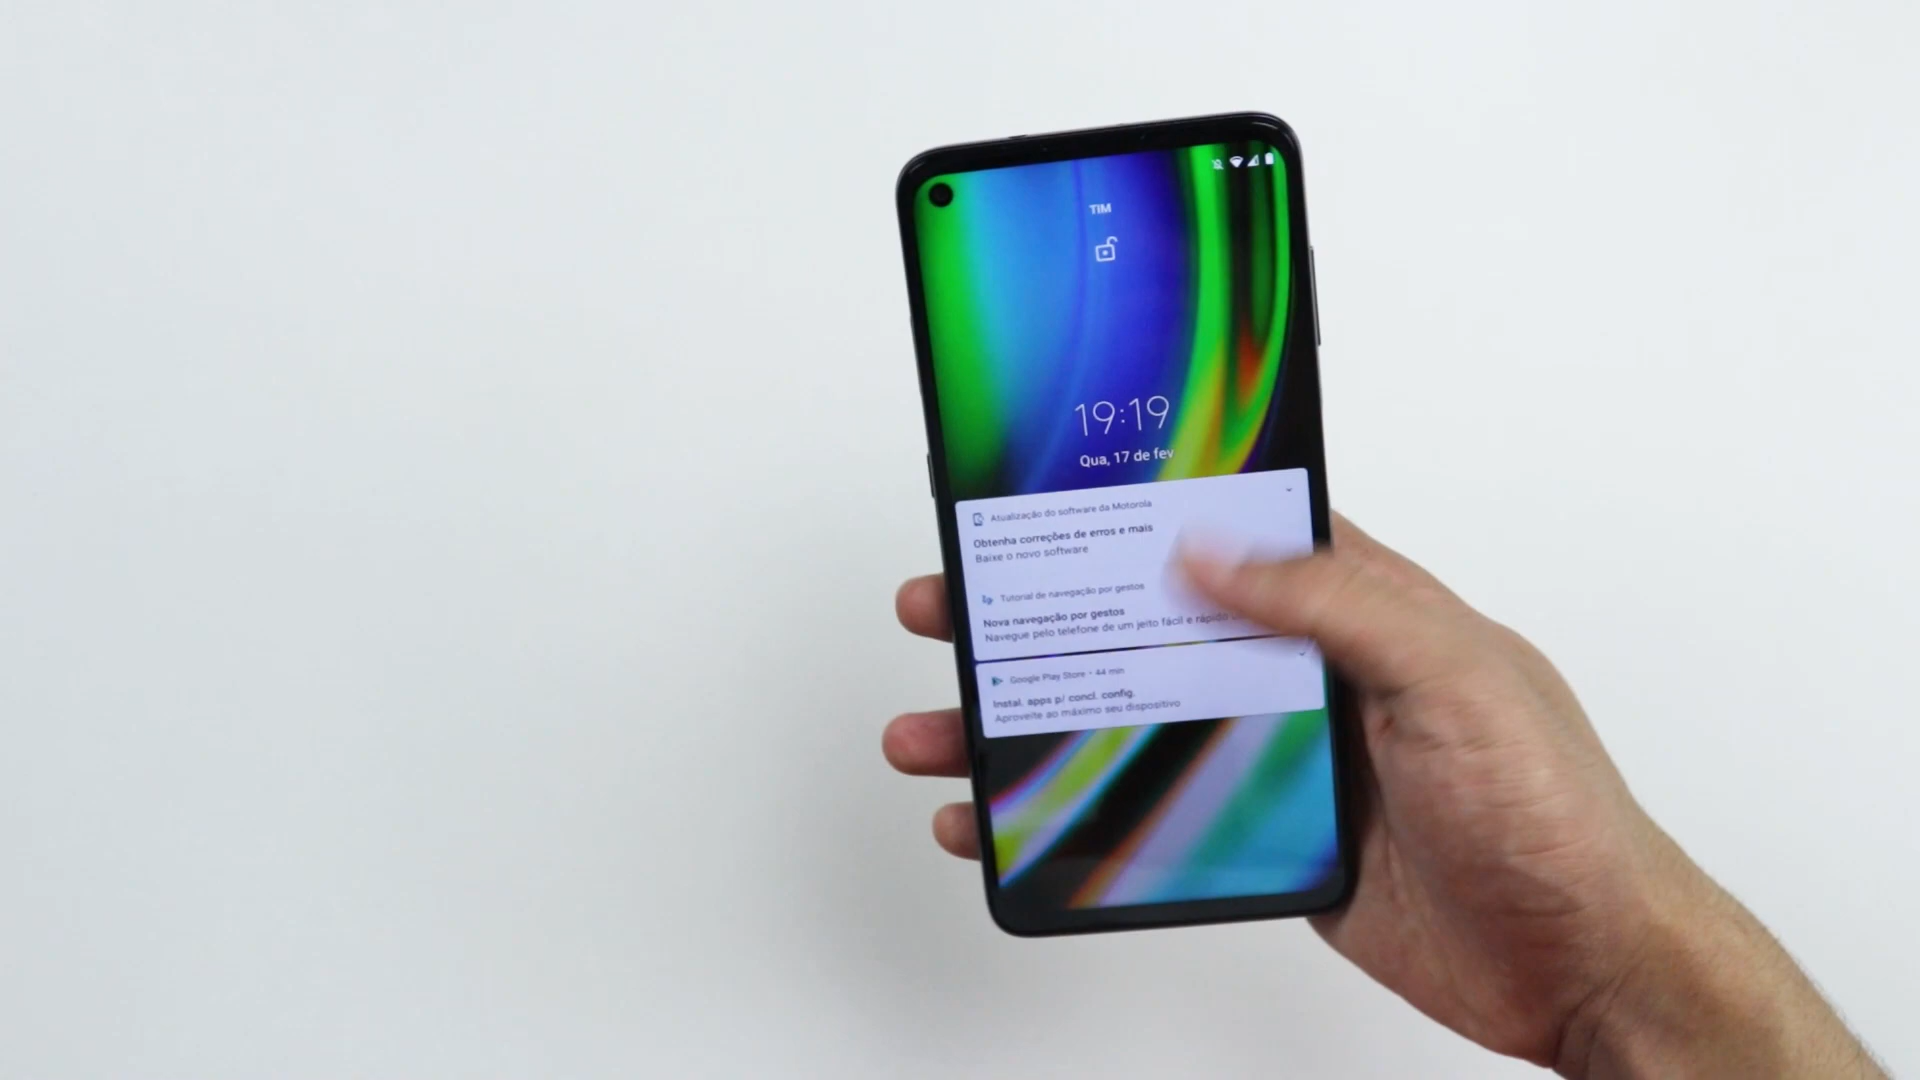 TIM
19:19
Qua, 17 de fev
Atualização do software da Motorola
Obtenha correções de erros e mais
Baixe o novo software
Tutorial de navegação por gestos
Nova navegação por gestos
Navegue pelo telefone de um jeito fácil e rápido
Google Play Store • 44 min
Instal. apps p/ concl. config.
Aproveite ao máximo seu dispositivo